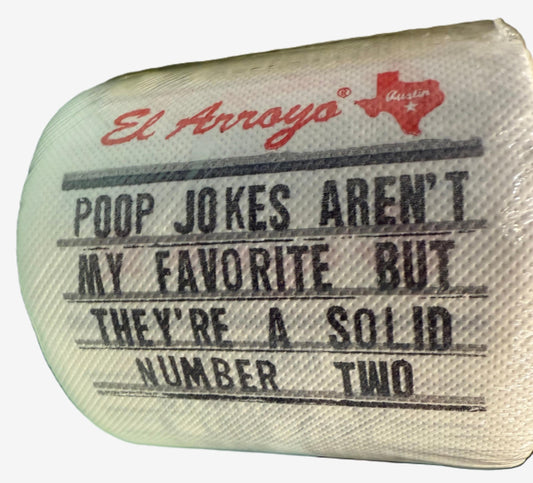 El Arroyo®
Austin
POOP JOKES AREN'T
MY FAVORITE BUT
THEY'RE A SOLID
NUMBER TWO